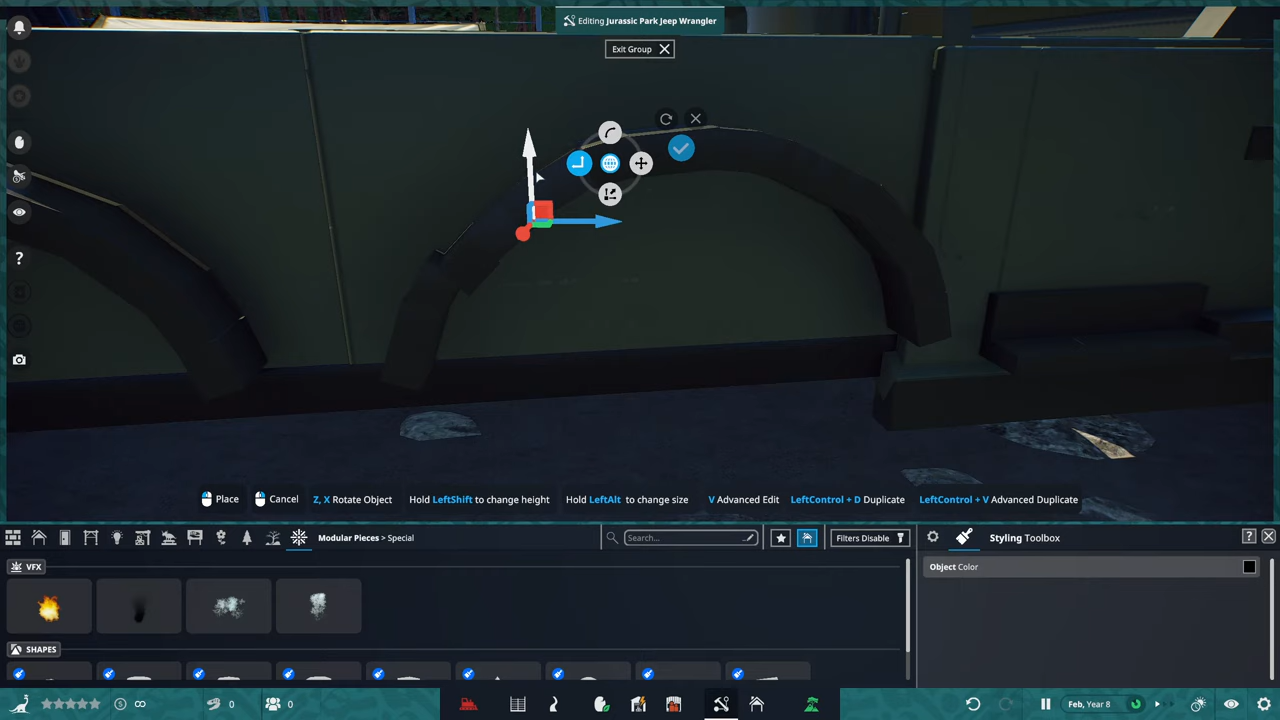 Editing Jurassic Park Jeep Wrangler
Exit Group
Place
Cancel
Z, X Rotate Object
Hold LeftShift to change height
Hold LeftAlt to change size
V Advanced Edit
LeftControl + D Duplicate
LeftControl + V Advanced Duplicate
?
Modular Pieces > Special
Search...
Filters Disable
Styling Toolbox
?
VFX
Object Color
SHAPES
∞
0
0
Feb, Year 8